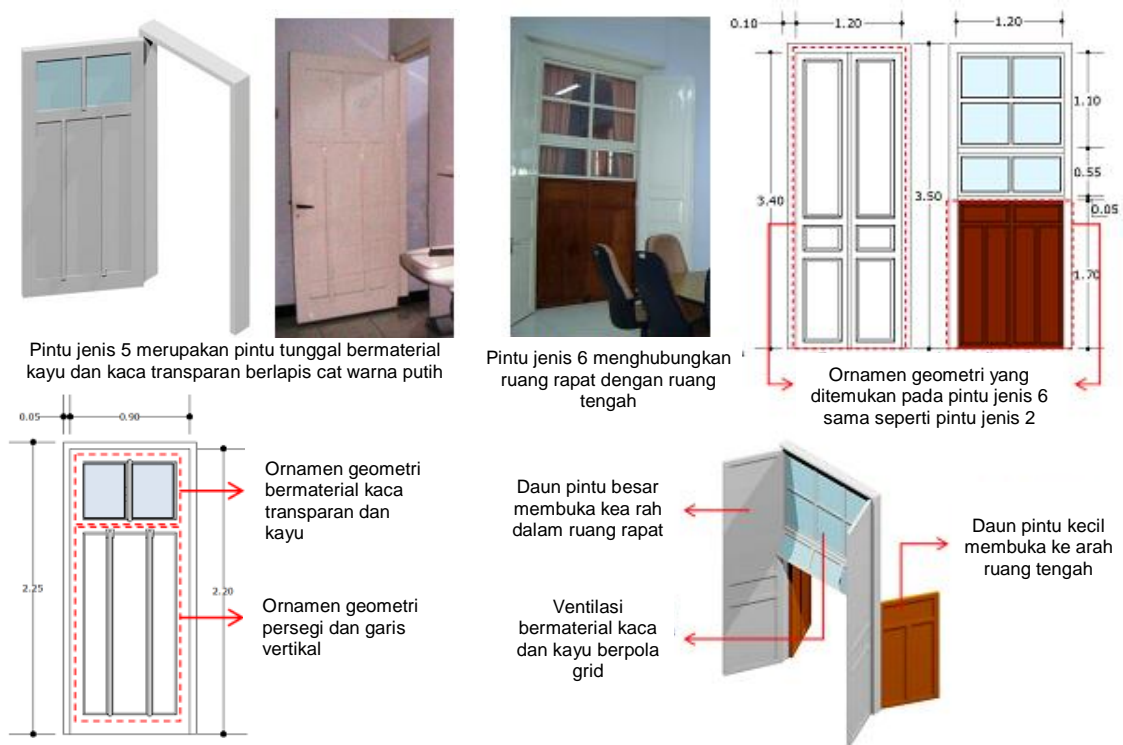 0.10
1.20
1.20
3.40
3.50
1.10
0.55
0.05
1.70
Pintu jenis 5 merupakan pintu tunggal bermaterial
kayu dan kaca transparan berlapis cat warna putih
Pintu jenis 6 menghubungkan
ruang rapat dengan ruang
tengah
Ornamen geometri yang
ditemukan pada pintu jenis 6
sama seperti pintu jenis 2
0.05
0.90
2.25
2.20
Ornamen geometri
bermaterial kaca
transparan dan
kayu
Ornamen geometri
persegi dan garis
vertikal
Daun pintu besar
membuka kea rah
dalam ruang rapat
Ventilasi
bermaterial kaca
dan kayu berpola
grid
Daun pintu kecil
membuka ke arah
ruang tengah